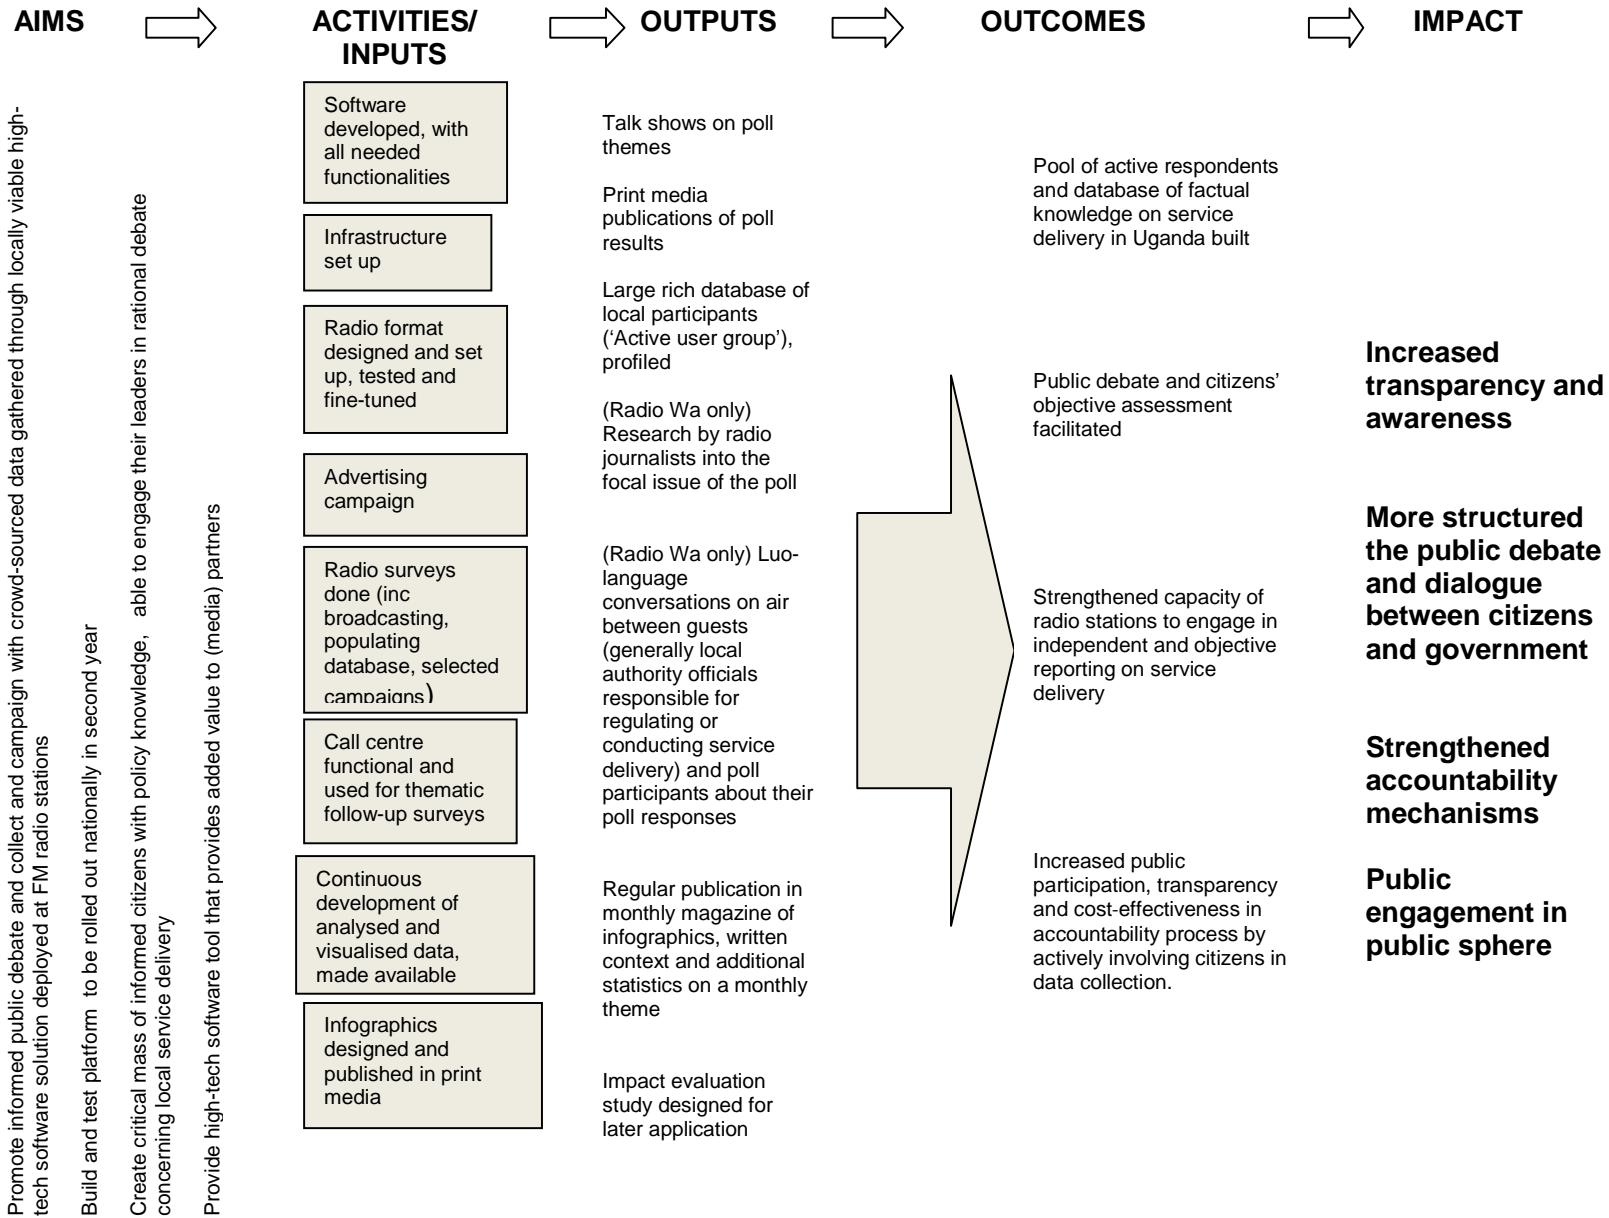 AIMS
ACTIVITIES/
INPUTS
OUTPUTS
OUTCOMES
IMPACT
Promote informed public debate and collect and campaign with crowd-sourced data gathered through locally viable high-
tech software solution deployed at FM radio stations
Build and test platform to be rolled out nationally in second year
Create critical mass of informed citizens with policy knowledge, able to engage their leaders in rational debate
concerning local service delivery
Provide high-tech software tool that provides added value to (media) partners
Software
developed, with
all needed
functionalities
Infrastructure
set up
Radio format
designed and set
up, tested and
fine-tuned
Advertising
campaign
Radio surveys
done (inc
broadcasting,
populating
database, selected
campaigns)
Call centre
functional and
used for thematic
follow-up surveys
Continuous
development of
analysed and
visualised data,
made available
Infographics
designed and
published in print
media
Talk shows on poll
themes
Print media
publications of poll
results
Large rich database of
local participants
(‘Active user group’),
profiled
(Radio Wa only)
Research by radio
journalists into the
focal issue of the poll
(Radio Wa only) Luo-
language
conversations on air
between guests
(generally local
authority officials
responsible for
regulating or
conducting service
delivery) and poll
participants about their
poll responses
Regular publication in
monthly magazine of
infographics, written
context and additional
statistics on a monthly
theme
Impact evaluation
study designed for
later application
Pool of active respondents
and database of factual
knowledge on service
delivery in Uganda built
Public debate and citizens’
objective assessment
facilitated
Strengthened capacity of
radio stations to engage in
independent and objective
reporting on service
delivery
Increased public
participation, transparency
and cost-effectiveness in
accountability process by
actively involving citizens in
data collection.
Increased
transparency and
awareness
More structured
the public debate
and dialogue
between citizens
and government
Strengthened
accountability
mechanisms
Public
engagement in
public sphere